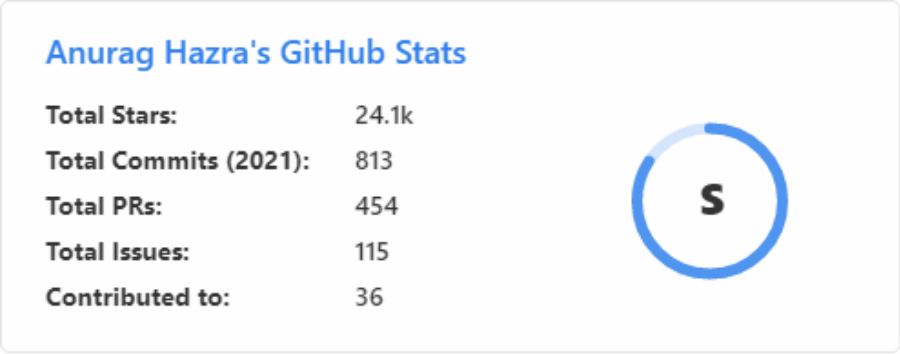 Anurag Hazra's GitHub Stats
Total Stars: 24.1k
Total Commits (2021): 813
Total PRs: 454
Total Issues: 115
Contributed to: 36
S